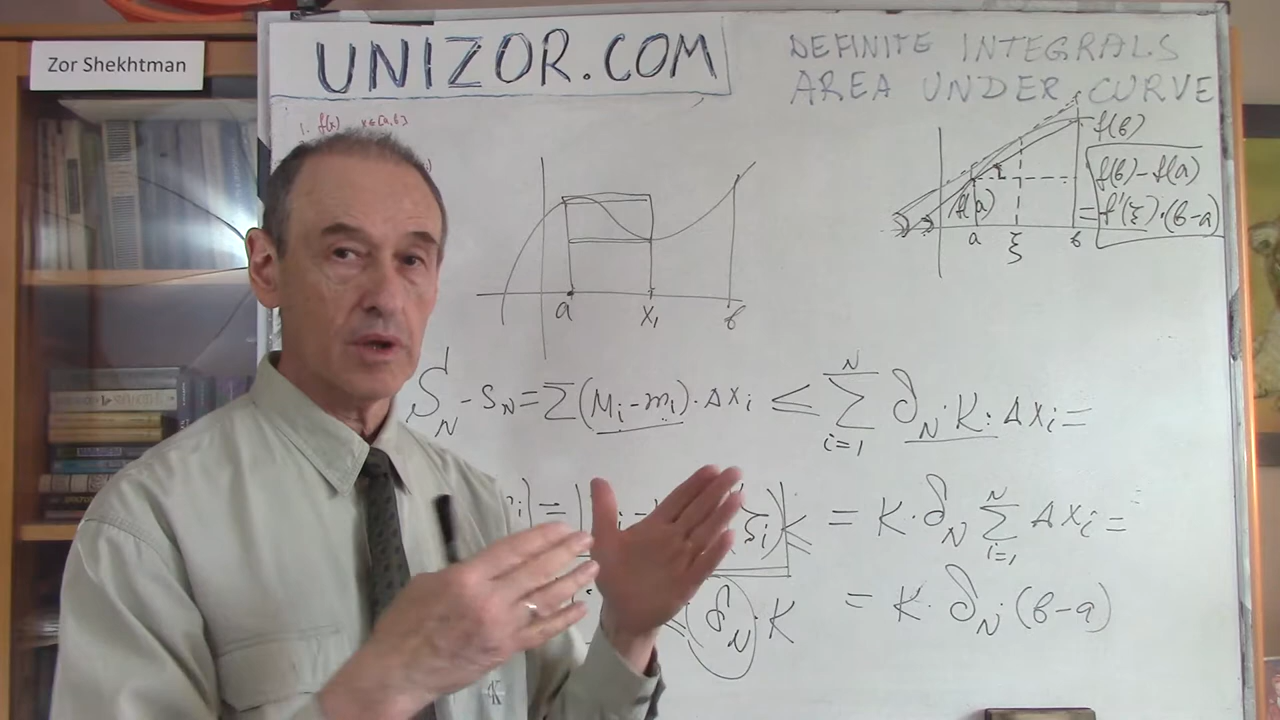 Zor Shekhtman
UNIZOR.COM
DEFINITE INTEGRALS
AREA UNDER CURVE
1. f(x) x∈[a,b]
f(b)
f(a)
f(b)-f(a)
=f'(ξ)·(b-a)
a ξ b
a x₁ b
S_N - s_N = Σ(M_i-m_i)·Δx_i ≤ Σ_{i=1}^{N} δ_N·K·Δx_i =
= K·δ_N Σ_{i=1}^{N} Δx_i =
δ_N·K = K·δ_N·(b-a)